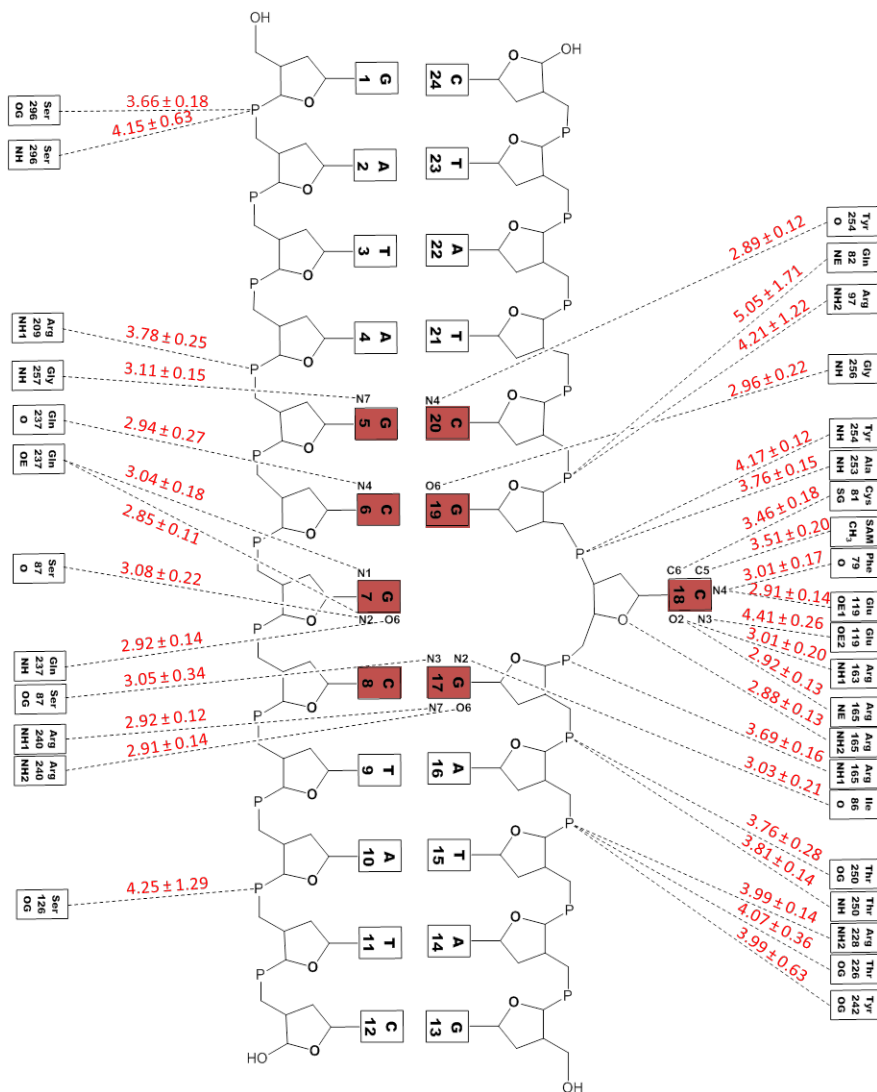 OH
O
G
1
C
24
O
OH
Ser
296
OG
3.66 ± 0.18
P
4.15 ± 0.63
Ser
296
NH
P
O
A
2
T
23
O
P
P
Tyr
254
O
2.89 ± 0.12
O
T
3
A
22
O
Gln
82
NE
5.05 ± 1.71
P
P
Arg
97
NH2
4.21 ± 1.22
Arg
209
NH1
3.78 ± 0.25
O
A
4
T
21
O
P
P
Gly
257
NH
3.11 ± 0.15
N7
N4
2.96 ± 0.22
Gly
256
NH
Gln
237
O
2.94 ± 0.27
O
G
5
C
20
O
Gln
237
OE
3.04 ± 0.18
P
N4
O6
P
4.17 ± 0.12
Tyr
254
NH
2.85 ± 0.11
O
C
6
G
19
O
3.76 ± 0.15
Ala
253
NH
P
P
3.46 ± 0.18
Cys
81
SG
Ser
87
O
3.08 ± 0.22
N1
C6
C5
3.51 ± 0.20
SAM
CH3
O
G
7
C
18
N4
3.01 ± 0.17
Phe
79
O
N2
O6
O
O2
N3
2.91 ± 0.14
Glu
119
OE1
Gln
237
NH
2.92 ± 0.14
P
N3
N2
P
4.41 ± 0.26
Glu
119
OE2
Ser
87
OG
3.05 ± 0.34
O
C
8
G
17
O
3.01 ± 0.20
Arg
163
NH1
Arg
240
NH1
2.92 ± 0.12
N7
O6
2.92 ± 0.13
Arg
165
NE
Arg
240
NH2
2.91 ± 0.14
P
P
2.88 ± 0.13
Arg
165
NH2
O
T
9
A
16
O
3.69 ± 0.16
Arg
165
NH1
P
P
3.03 ± 0.21
Ile
86
O
O
A
10
T
15
O
3.76 ± 0.28
Thr
250
OG
Ser
126
OG
4.25 ± 1.29
P
P
3.81 ± 0.14
Thr
250
NH
O
T
11
A
14
O
3.99 ± 0.14
Arg
228
NH2
P
P
4.07 ± 0.36
Thr
226
OG
O
C
12
G
13
O
3.99 ± 0.63
Tyr
242
OG
HO
OH